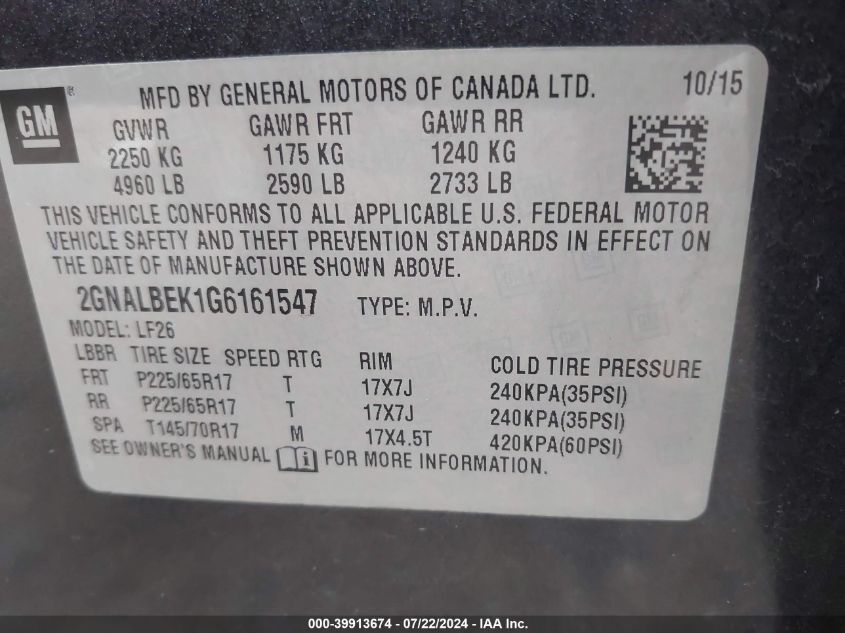 GM ® MFD BY GENERAL MOTORS OF CANADA LTD. 10/15
GVWR GAWR FRT GAWR RR
2250 KG 1175 KG 1240 KG
4960 LB 2590 LB 2733 LB
THIS VEHICLE CONFORMS TO ALL APPLICABLE U.S. FEDERAL MOTOR
VEHICLE SAFETY AND THEFT PREVENTION STANDARDS IN EFFECT ON
THE DATE OF MANUFACTURE SHOWN ABOVE.
2GNALBEK1G6161547 TYPE: M.P.V.
MODEL: LF26
LBBR TIRE SIZE SPEED RTG RIM COLD TIRE PRESSURE
FRT P225/65R17 T 17X7J 240KPA(35PSI)
RR P225/65R17 T 17X7J 240KPA(35PSI)
SPA T145/70R17 M 17X4.5T 420KPA(60PSI)
SEE OWNER'S MANUAL i FOR MORE INFORMATION.
000-39913674 - 07/22/2024 - IAA Inc.